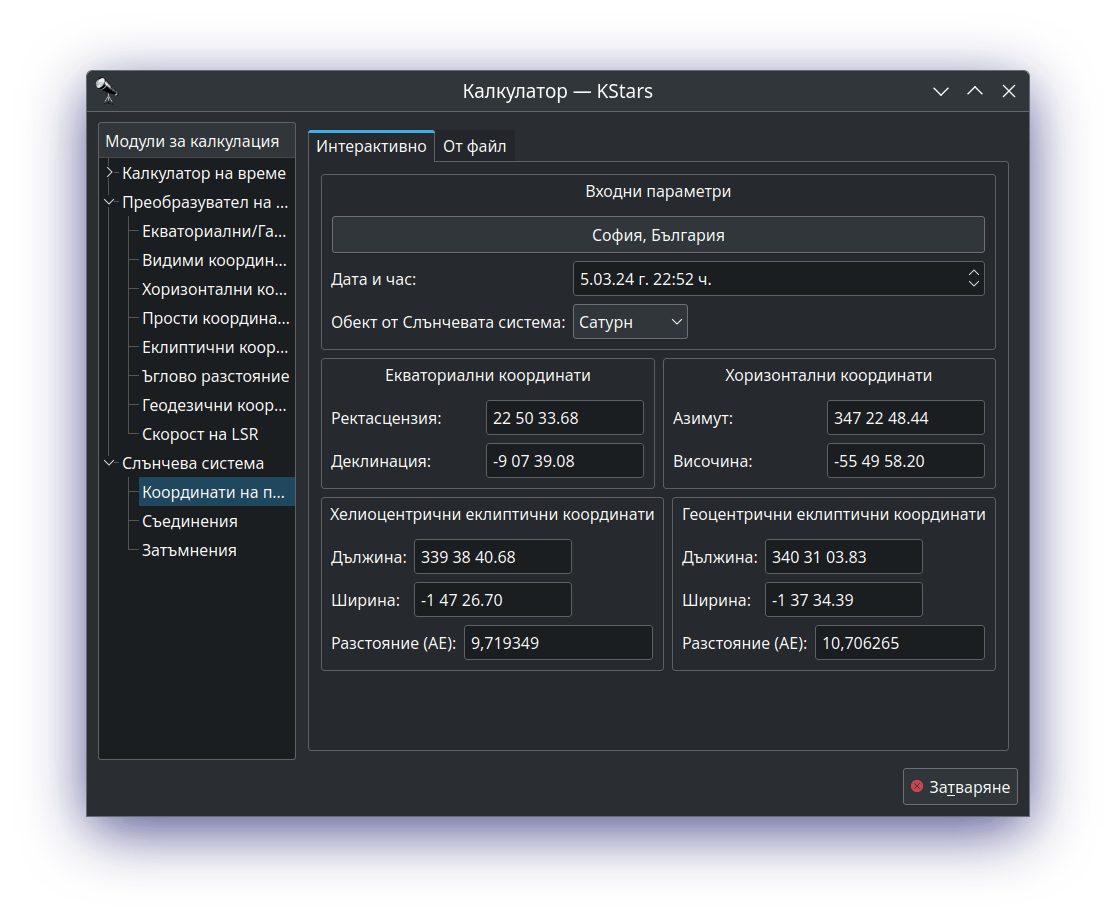 Калкулатор — KStars
Модули за калкулация
Калкулатор на време
Преобразувател на ...
Екваториални/Га...
Видими координ...
Хоризонтални ко...
Прости координа...
Еклиптични коор...
Ъглово разстояние
Геодезични коор...
Скорост на LSR
Слънчева система
Координати на п...
Съединения
Затъмнения
Интерактивно От файл
Входни параметри
София, България
Дата и час: 5.03.24 г. 22:52 ч.
Обект от Слънчевата система: Сатурн
Екваториални координати
Ректасцензия: 22 50 33.68
Деклинация: -9 07 39.08
Хоризонтални координати
Азимут: 347 22 48.44
Височина: -55 49 58.20
Хелиоцентрични еклиптични координати
Дължина: 339 38 40.68
Ширина: -1 47 26.70
Разстояние (АЕ): 9,719349
Геоцентрични еклиптични координати
Дължина: 340 31 03.83
Ширина: -1 37 34.39
Разстояние (АЕ): 10,706265
Затваряне